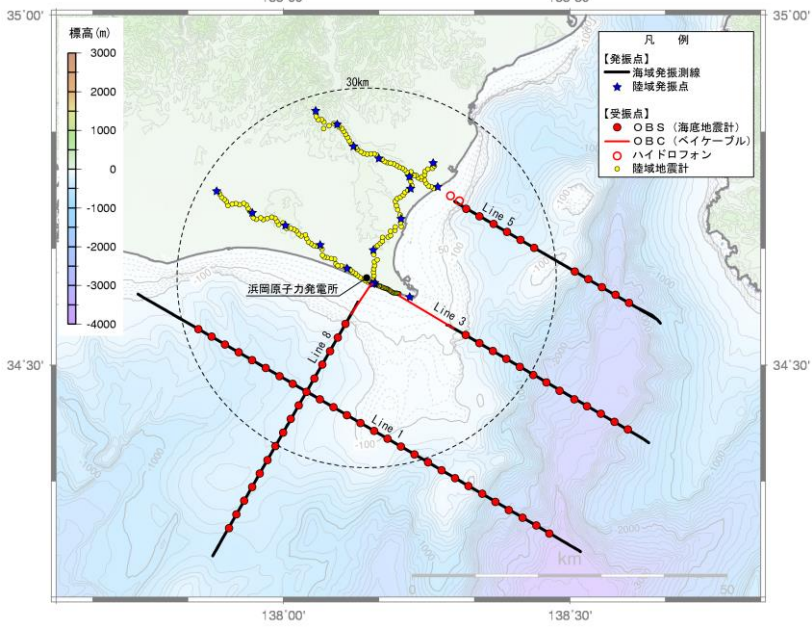 35°00'
標高(m)
3000
2000
1000
0
-1000
-2000
-3000
-4000
凡 例
【発振点】
海域発振測線
陸域発振点
【受振点】
OBS (海底地震計)
OBC (ベイケーブル)
ハイドロフォン
陸域地震計
30km
Line 5
浜岡原子力発電所
Line 3
Line 8
Line 1
34°30'
34°30'
-100
-100
-1000
-2000
km
0
50
138°00'
138°30'